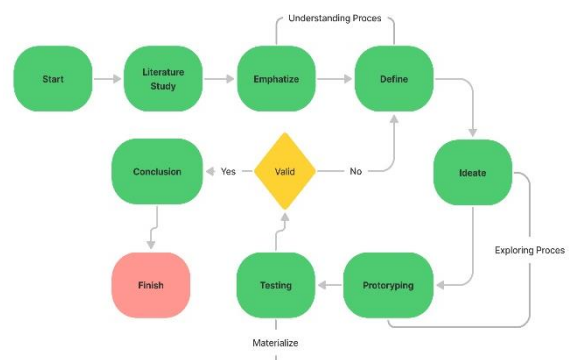 Understanding Proces
Start
Literature
Study
Emphatize
Define
Conclusion
Yes
Valid
No
Ideate
Exploring Proces
Finish
Testing
Protoryping
Materialize